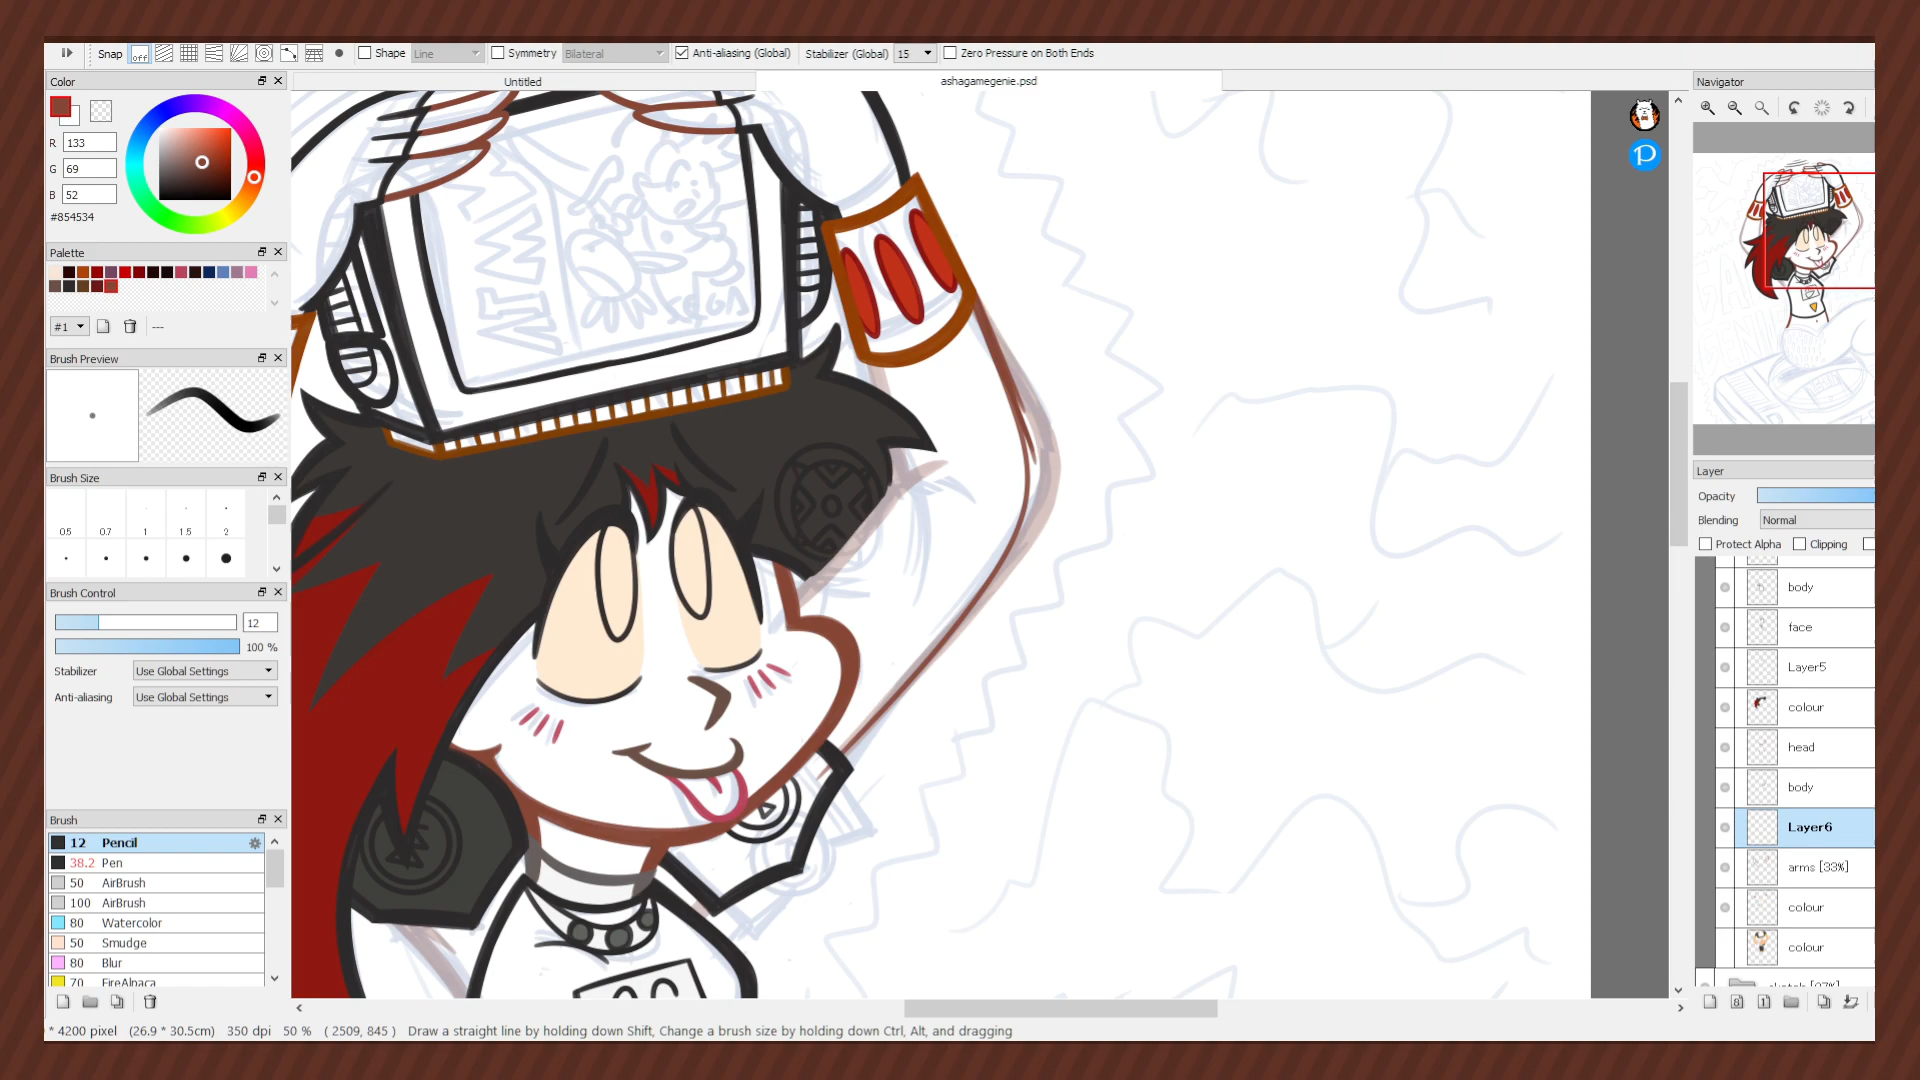 Snap off Shape Line Symmetry Bilateral Anti-aliasing (Global) Stabilizer (Global) 15 Zero Pressure on Both Ends
Color
Untitled
ashagamegenie.psd
Navigator
R 133
G 69
B 52
#854534
Palette
#1 ---
Brush Preview
Brush Size
0.5 0.7 1 1.5 2
Brush Control
12
100 %
Stabilizer Use Global Settings
Anti-aliasing Use Global Settings
Brush
12 Pencil
38.2 Pen
50 AirBrush
100 AirBrush
80 Watercolor
50 Smudge
80 Blur
70 FireAlpaca
SEGA
Layer
Opacity
Blending Normal
Protect Alpha Clipping
body
face
Layer5
colour
head
body
Layer6
arms [33%]
colour
colour
* 4200 pixel (26.9 * 30.5cm) 350 dpi 50 % ( 2509, 845 ) Draw a straight line by holding down Shift, Change a brush size by holding down Ctrl, Alt, and dragging